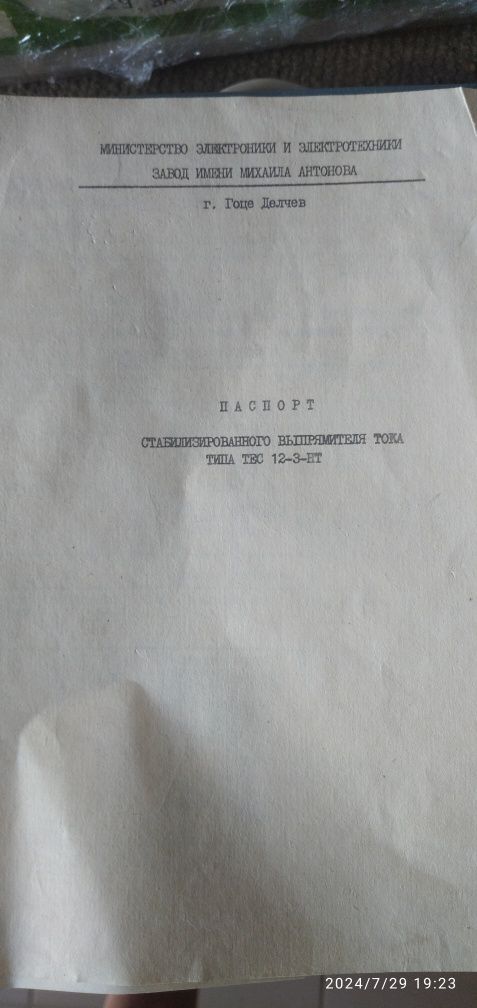 МИНИСТЕРСТВО ЭЛЕКТРОНИКИ И ЭЛЕКТРОТЕХНИКИ
ЗАВОД ИМЕНИ МИХАИЛА АНТОНОВА
г. Гоце Делчев
ПАСПОРТ
СТАБИЛИЗИРОВАННОГО ВЫПРЯМИТЕЛЯ ТОКА
ТИПА ТЕС 12-3-НТ
2024/7/29 19:23